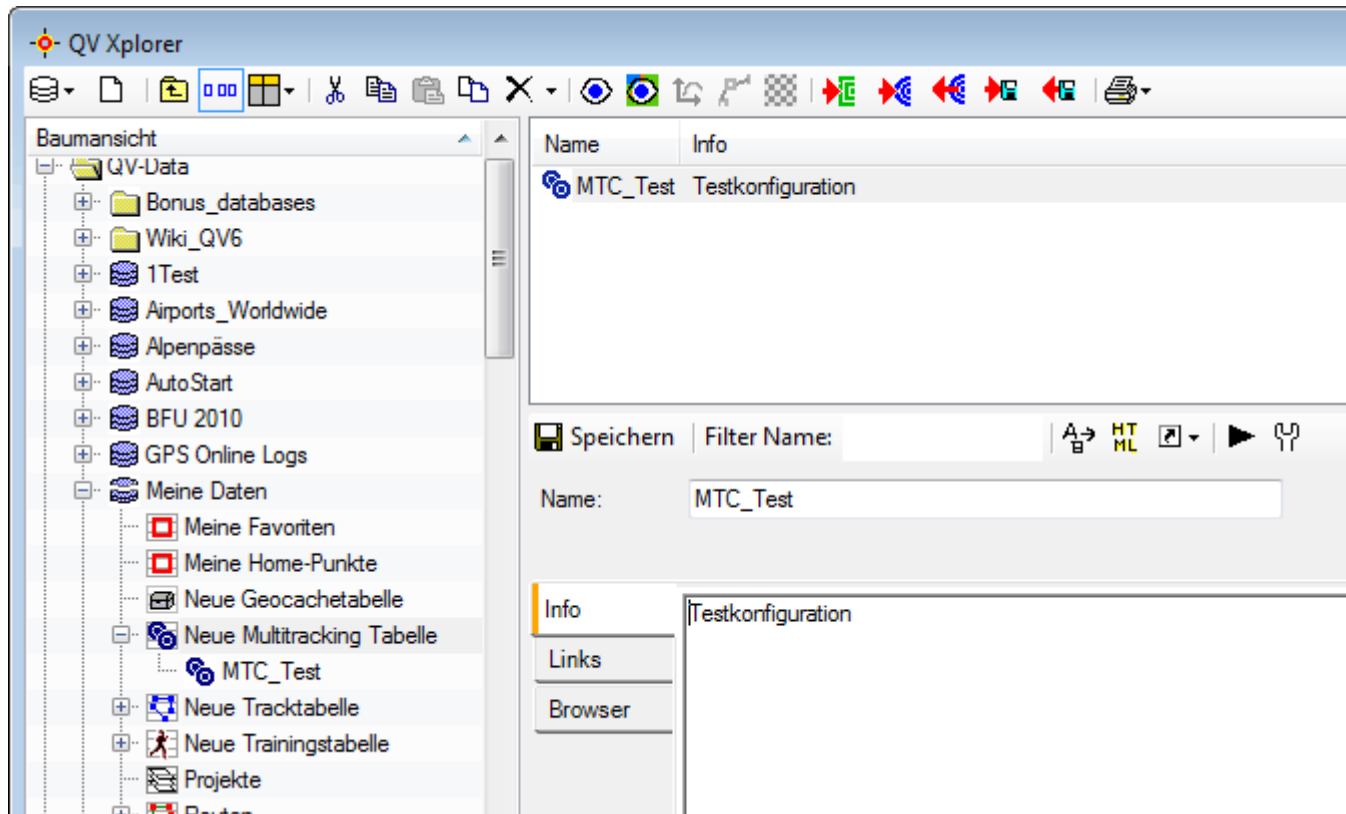 QV Xplorer
Baumansicht
QV-Data
Bonus_databases
Wiki_QV6
1Test
Airports_Worldwide
Alpenpässe
AutoStart
BFU 2010
GPS Online Logs
Meine Daten
Meine Favoriten
Meine Home-Punkte
Neue Geocachetabelle
Neue Multitracking Tabelle
MTC_Test
Neue Tracktabelle
Neue Trainingstabelle
Projekte
Routen
Name Info
MTC_Test Testkonfiguration
Speichern Filter Name: A B HT ML
Name: MTC_Test
Info
Links
Browser
Testkonfiguration